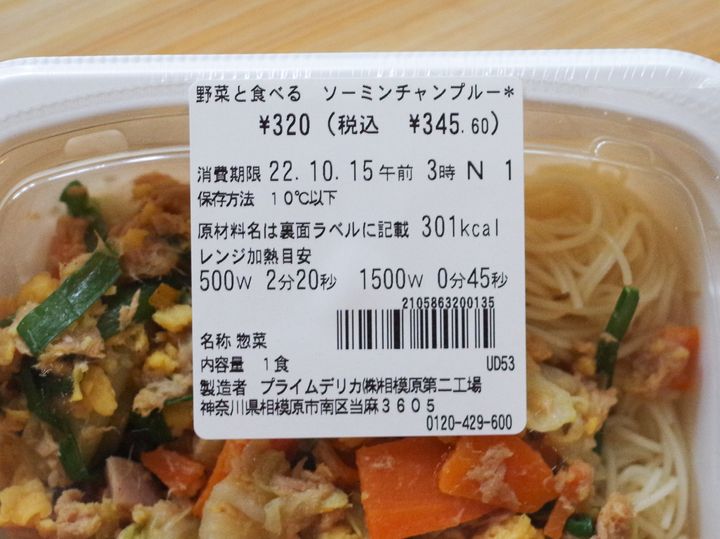 野菜と食べる ソーミンチャンプルー*
¥320 (税込 ¥345.60)
消費期限 22.10.15午前 3時 N 1
保存方法 10℃以下
原材料名は裏面ラベルに記載 301kcal
レンジ加熱目安
500W 2分20秒 1500W 0分45秒
2105863200135
名称 惣菜
内容量 1食 UD53
製造者 プライムデリカ㈱相模原第二工場
神奈川県相模原市南区当麻3605
0120-429-600